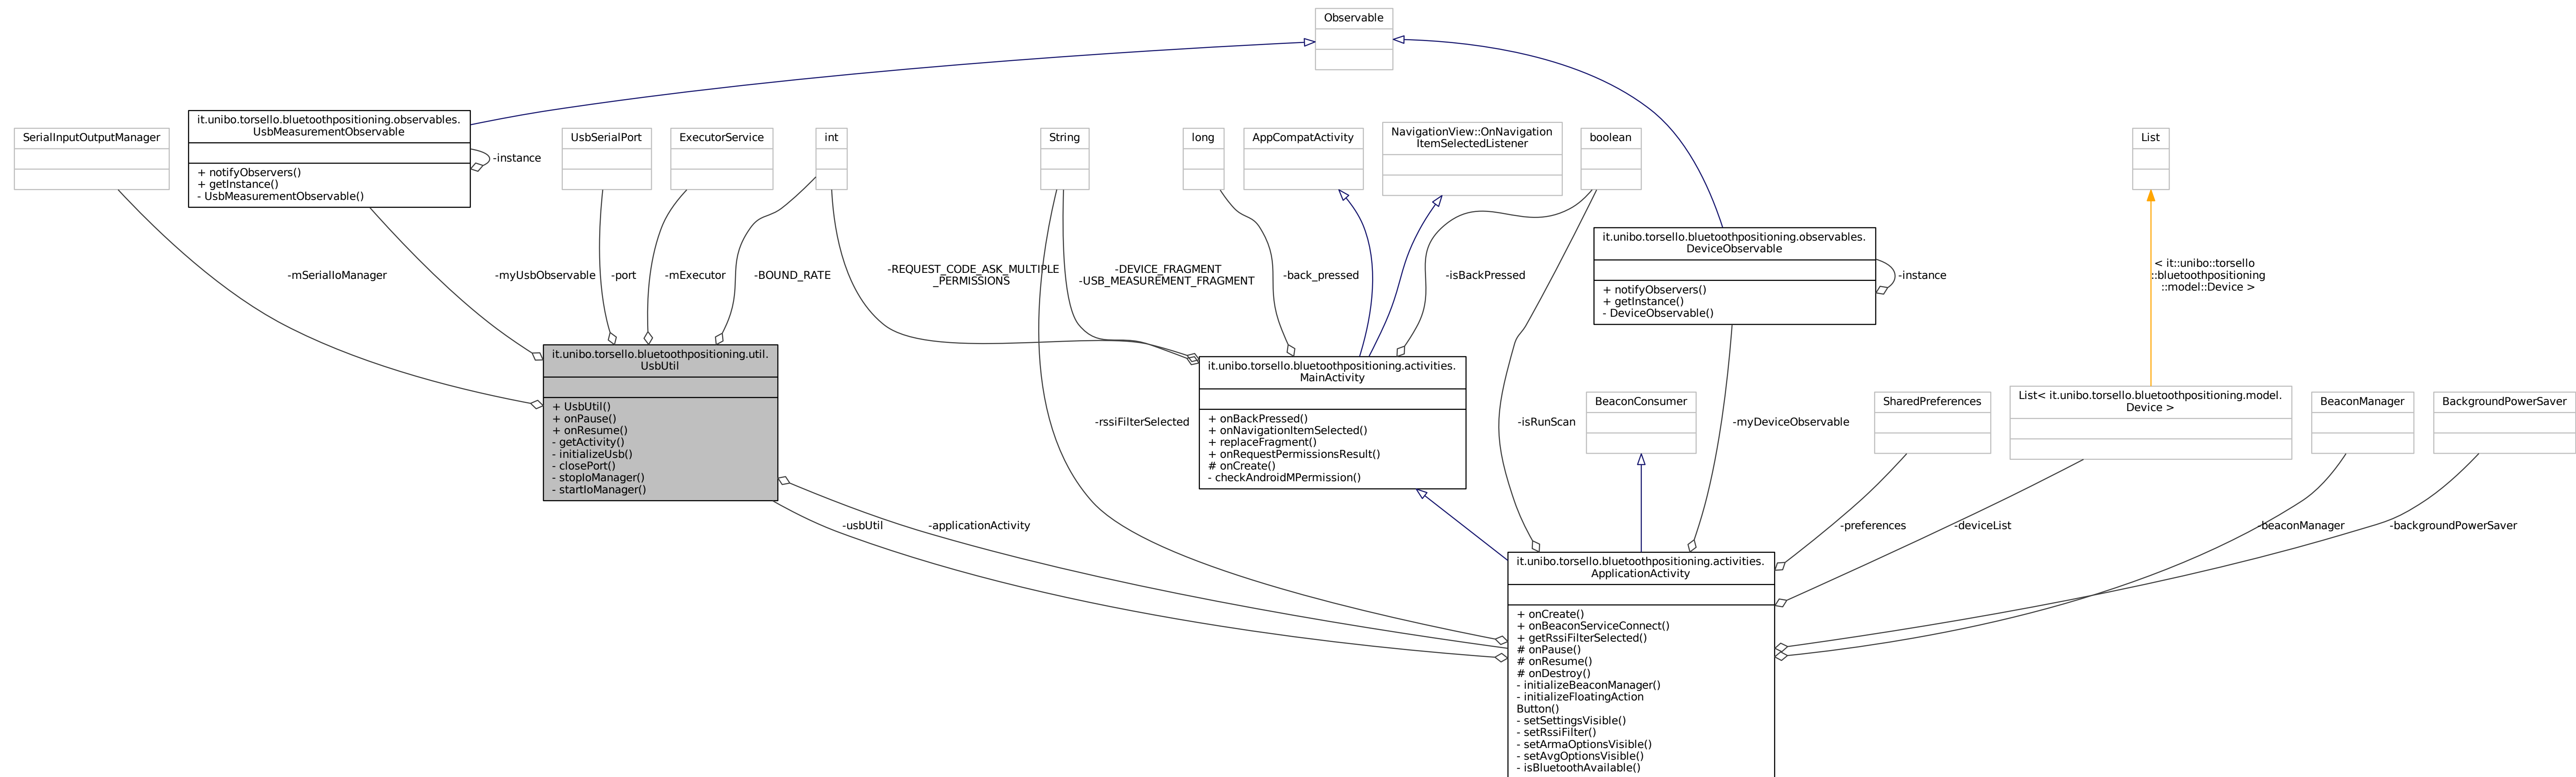 Observable
it.unibo.torsello.bluetoothpositioning.observables.
UsbMeasurementObservable
+ notifyObservers()
+ getInstance()
- UsbMeasurementObservable()
-instance
SerialInputOutputManager
UsbSerialPort
ExecutorService
int
String
long
AppCompatActivity
NavigationView::OnNavigation
ItemSelectedListener
boolean
List
it.unibo.torsello.bluetoothpositioning.observables.
DeviceObservable
+ notifyObservers()
+ getInstance()
- DeviceObservable()
-instance
-mSerialIoManager
-myUsbObservable
-port
-mExecutor
-BOUND_RATE
-REQUEST_CODE_ASK_MULTIPLE
_PERMISSIONS
-DEVICE_FRAGMENT
-USB_MEASUREMENT_FRAGMENT
-back_pressed
-isBackPressed
< it::unibo::torsello
::bluetoothpositioning
::model::Device >
it.unibo.torsello.bluetoothpositioning.util.
UsbUtil
+ UsbUtil()
+ onPause()
+ onResume()
- getActivity()
- initializeUsb()
- closePort()
- stopIoManager()
- startIoManager()
-rssiFilterSelected
it.unibo.torsello.bluetoothpositioning.activities.
MainActivity
+ onBackPressed()
+ onNavigationItemSelected()
+ replaceFragment()
+ onRequestPermissionsResult()
# onCreate()
- checkAndroidMPermission()
-isRunScan
BeaconConsumer
-myDeviceObservable
SharedPreferences
List< it.unibo.torsello.bluetoothpositioning.model.
Device >
BeaconManager
BackgroundPowerSaver
-usbUtil
-applicationActivity
-preferences
-deviceList
-beaconManager
-backgroundPowerSaver
it.unibo.torsello.bluetoothpositioning.activities.
ApplicationActivity
+ onCreate()
+ onBeaconServiceConnect()
+ getRssiFilterSelected()
# onPause()
# onResume()
# onDestroy()
- initializeBeaconManager()
- initializeFloatingAction
Button()
- setSettingsVisible()
- setRssiFilter()
- setArmaOptionsVisible()
- setAvgOptionsVisible()
- isBluetoothAvailable()